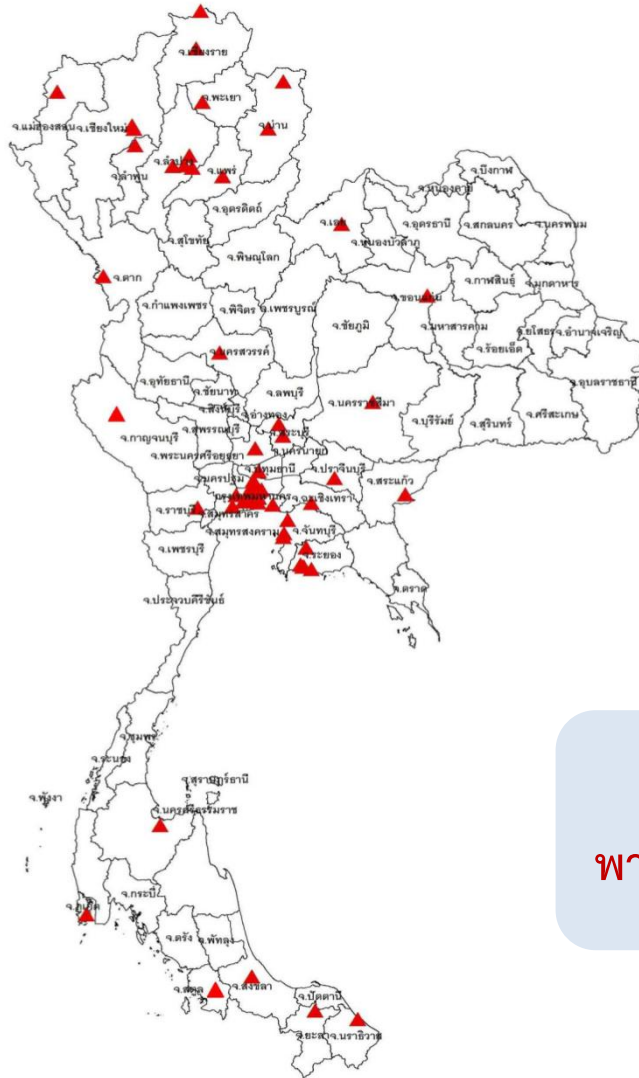 จ.เชียงราย
จ.พะเยา
จ.แม่ฮ่องสอน
จ.เชียงใหม่
จ.น่าน
จ.ลำปาง
จ.แพร่
จ.ลำพูน
จ.อุตรดิตถ์
จ.บึงกาฬ
จ.หนองคาย
จ.เลย
จ.อุดรธานี
จ.สกลนคร
จ.นครพนม
จ.สุโขทัย
จ.หนองบัวลำภู
จ.พิษณุโลก
จ.ตาก
จ.ขอนแก่น
จ.กาฬสินธุ์
จ.มุกดาหาร
จ.กำแพงเพชร
จ.พิจิตร
จ.เพชรบูรณ์
จ.ชัยภูมิ
จ.มหาสารคาม
จ.ยโสธร
จ.อำนาจเจริญ
จ.ร้อยเอ็ด
จ.นครสวรรค์
จ.อุทัยธานี
จ.ชัยนาท
จ.ลพบุรี
จ.นครราชสีมา
จ.อุบลราชธานี
จ.สิงห์บุรี
จ.อ่างทอง
จ.บุรีรัมย์
จ.สุรินทร์
จ.ศรีสะเกษ
จ.กาญจนบุรี
จ.สุพรรณบุรี
จ.สระบุรี
จ.พระนครศรีอยุธยา
จ.นครนายก
จ.นครปฐม
จ.ปทุมธานี
จ.ปราจีนบุรี
จ.สระแก้ว
จ.ราชบุรี
จ.ฉะเชิงเทรา
จ.สมุทรสาคร
จ.สมุทรสงคราม
จ.จันทบุรี
จ.เพชรบุรี
จ.ระยอง
จ.ประจวบคีรีขันธ์
จ.ตราด
จ.ชุมพร
จ.ระนอง
จ.สุราษฎร์ธานี
จ.พังงา
จ.นครศรีธรรมราช
จ.กระบี่
จ.ภูเก็ต
จ.ตรัง
จ.พัทลุง
จ.สตูล
จ.สงขลา
จ.ปัตตานี
จ.ยะลา
จ.นราธิวาส
พา